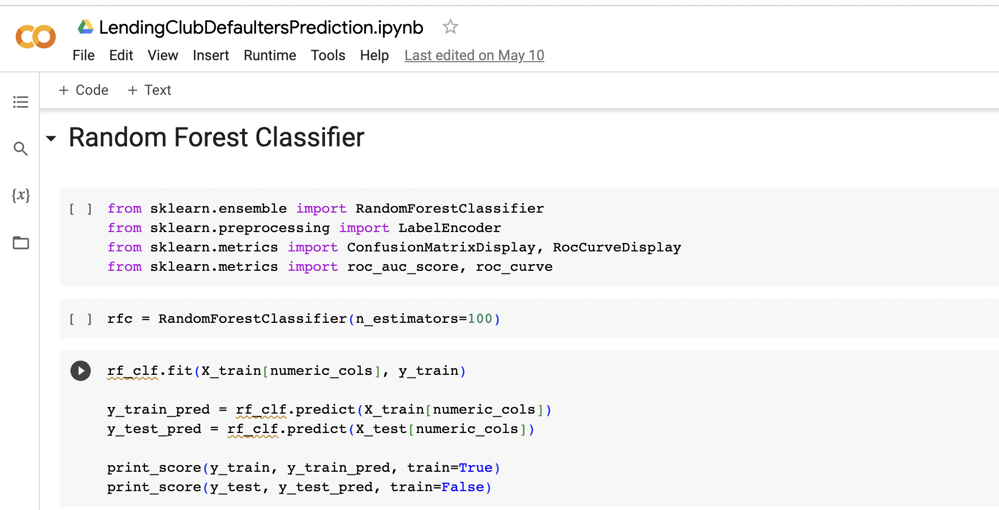 LendingClubDefaultersPrediction.ipynb
File Edit View Insert Runtime Tools Help Last edited on May 10
+ Code + Text
Random Forest Classifier
{x}
[ ] from sklearn.ensemble import RandomForestClassifier
from sklearn.preprocessing import LabelEncoder
from sklearn.metrics import ConfusionMatrixDisplay, RocCurveDisplay
from sklearn.metrics import roc_auc_score, roc_curve
[ ] rfc = RandomForestClassifier(n_estimators=100)
rf_clf.fit(X_train[numeric_cols], y_train)
y_train_pred = rf_clf.predict(X_train[numeric_cols])
y_test_pred = rf_clf.predict(X_test[numeric_cols])
print_score(y_train, y_train_pred, train=True)
print_score(y_test, y_test_pred, train=False)